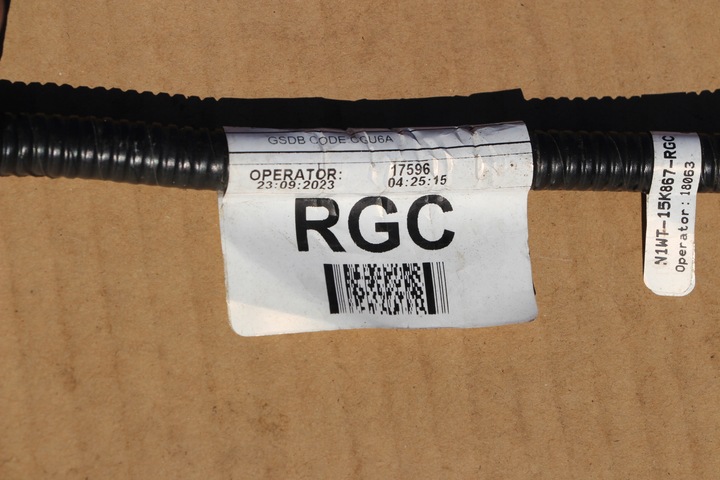 GSDB CODE CGU6A
OPERATOR: 17596
23:09:2023 04:25:15
RGC
N1WT-15K867-RGC
Operator: 18063